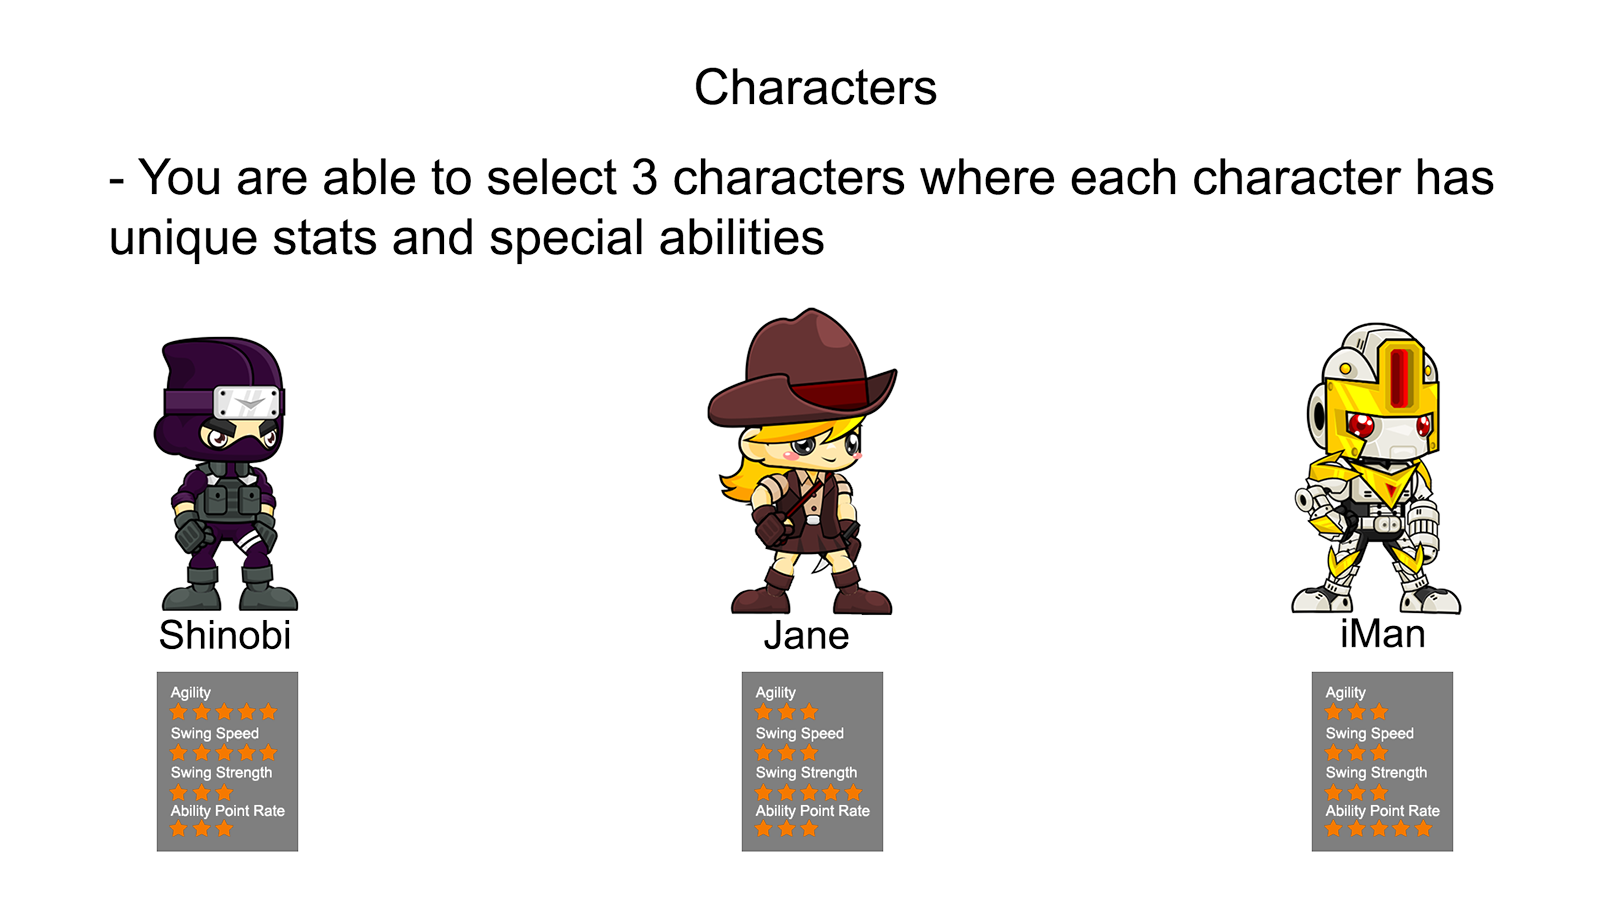 Characters
- You are able to select 3 characters where each character has
unique stats and special abilities
Shinobi
Jane
iMan
Agility
Swing Speed
Swing Strength
Ability Point Rate
Agility
Swing Speed
Swing Strength
Ability Point Rate
Agility
Swing Speed
Swing Strength
Ability Point Rate